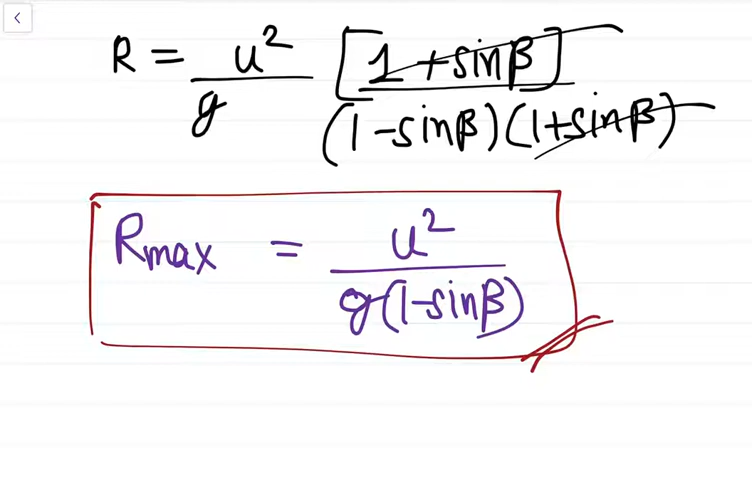 R = u² [1 + sinβ]
g (1 - sinβ)(1 + sinβ)
Rmax = u²
g(1 - sinβ)